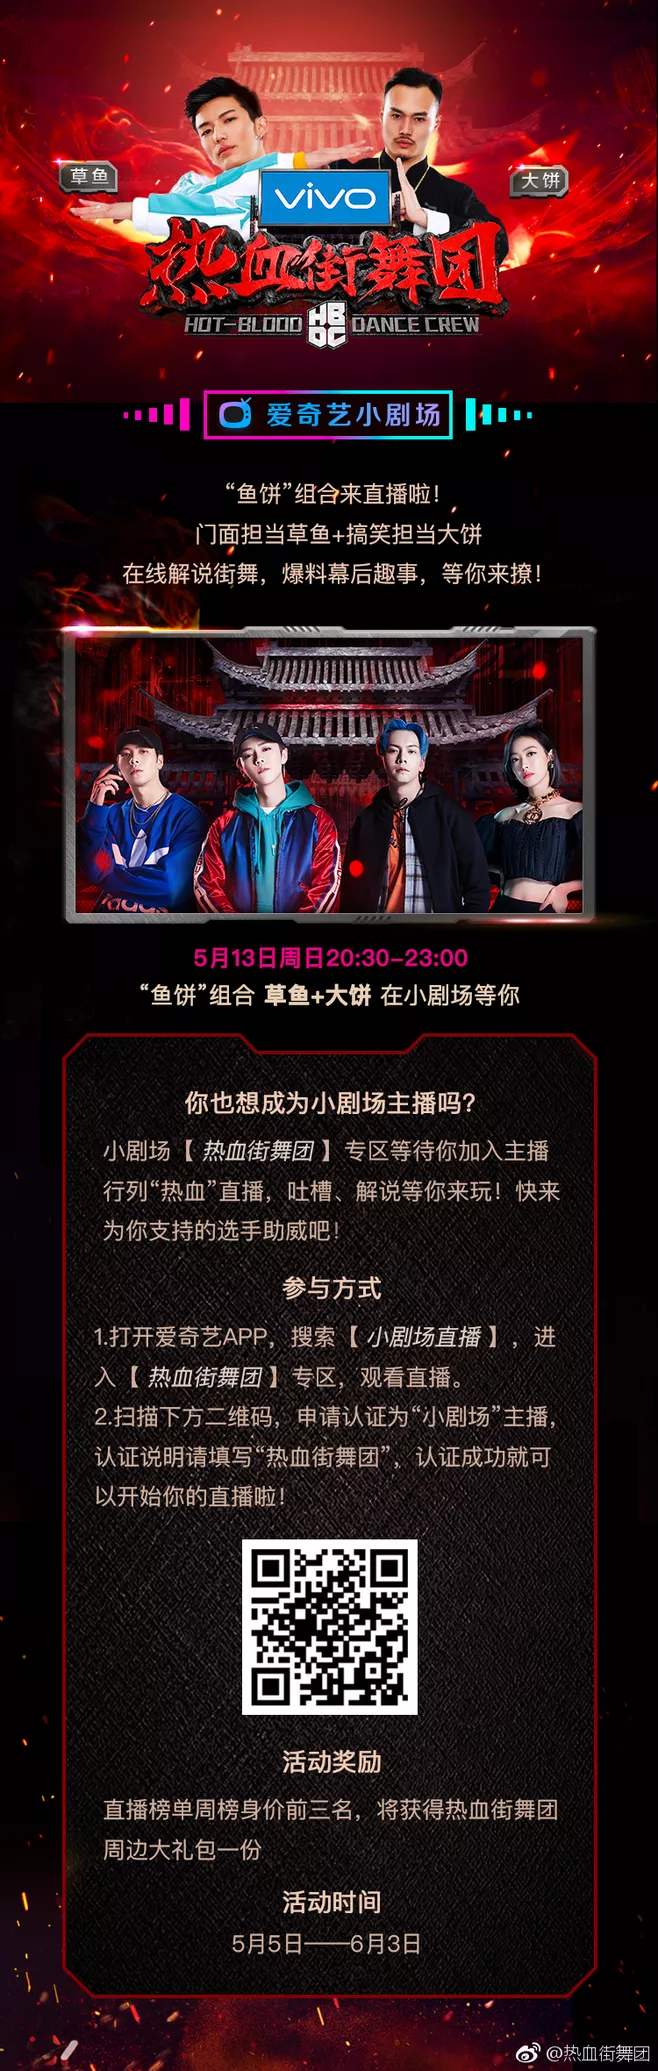 草鱼
大饼
vivo
热血街舞团
HOT-BLOOD HBDC DANCE CREW
爱奇艺小剧场
“鱼饼”组合来直播啦！
门面担当草鱼+搞笑担当大饼
在线解说街舞，爆料幕后趣事，等你来撩！
5月13日周日20:30-23:00
“鱼饼”组合 草鱼+大饼 在小剧场等你
你也想成为小剧场主播吗？
小剧场【 热血街舞团 】专区等待你加入主播
行列“热血”直播，吐槽、解说等你来玩！快来
为你支持的选手助威吧！
参与方式
1.打开爱奇艺APP，搜索【 小剧场直播 】，进
入【 热血街舞团 】专区，观看直播。
2.扫描下方二维码，申请认证为“小剧场”主播，
认证说明请填写“热血街舞团”，认证成功就可
以开始你的直播啦！
活动奖励
直播榜单周榜身价前三名，将获得热血街舞团
周边大礼包一份
活动时间
5月5日——6月3日
@热血街舞团